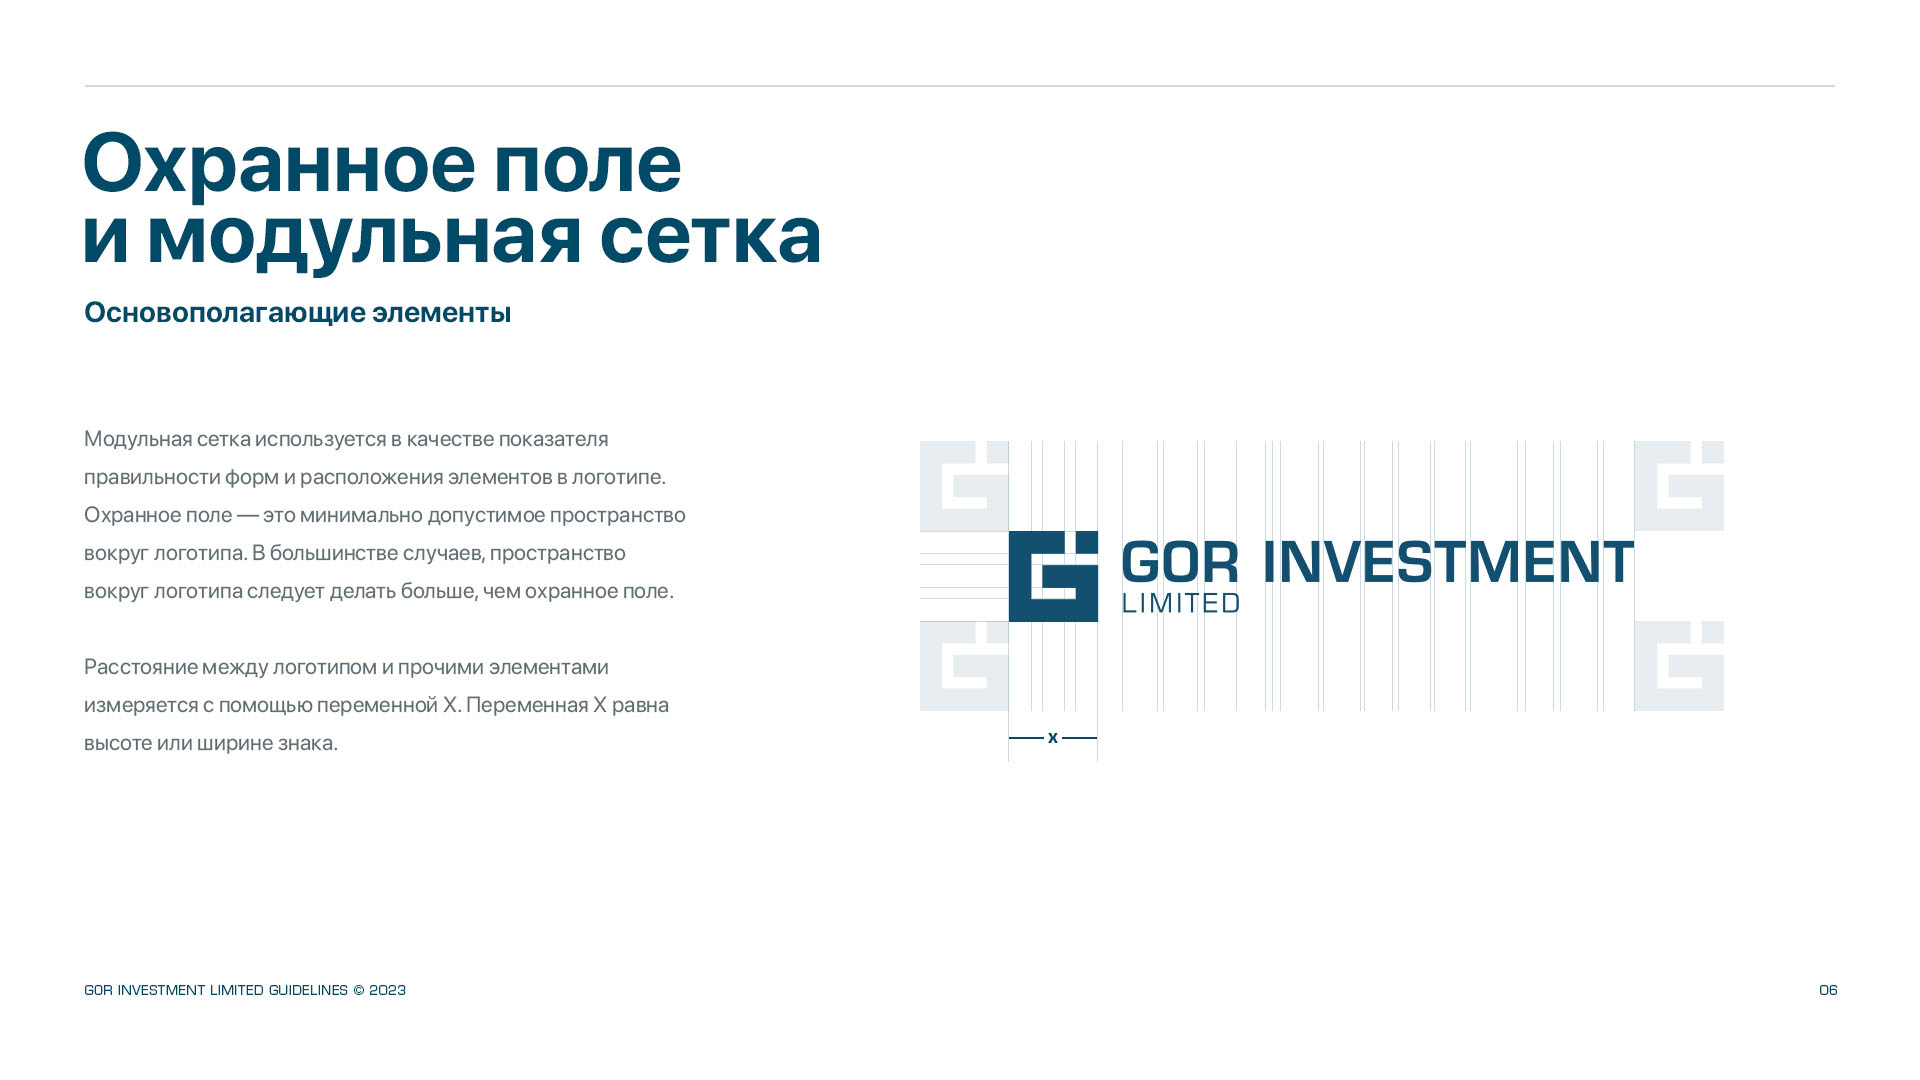 Охранное поле
и модульная сетка
Основополагающие элементы
Модульная сетка используется в качестве показателя
правильности форм и расположения элементов в логотипе.
Охранное поле — это минимально допустимое пространство
вокруг логотипа. В большинстве случаев, пространство
вокруг логотипа следует делать больше, чем охранное поле.
Расстояние между логотипом и прочими элементами
измеряется с помощью переменной X. Переменная X равна
высоте или ширине знака.
GOR INVESTMENT
LIMITED
x
GOR INVESTMENT LIMITED GUIDELINES © 2023
06